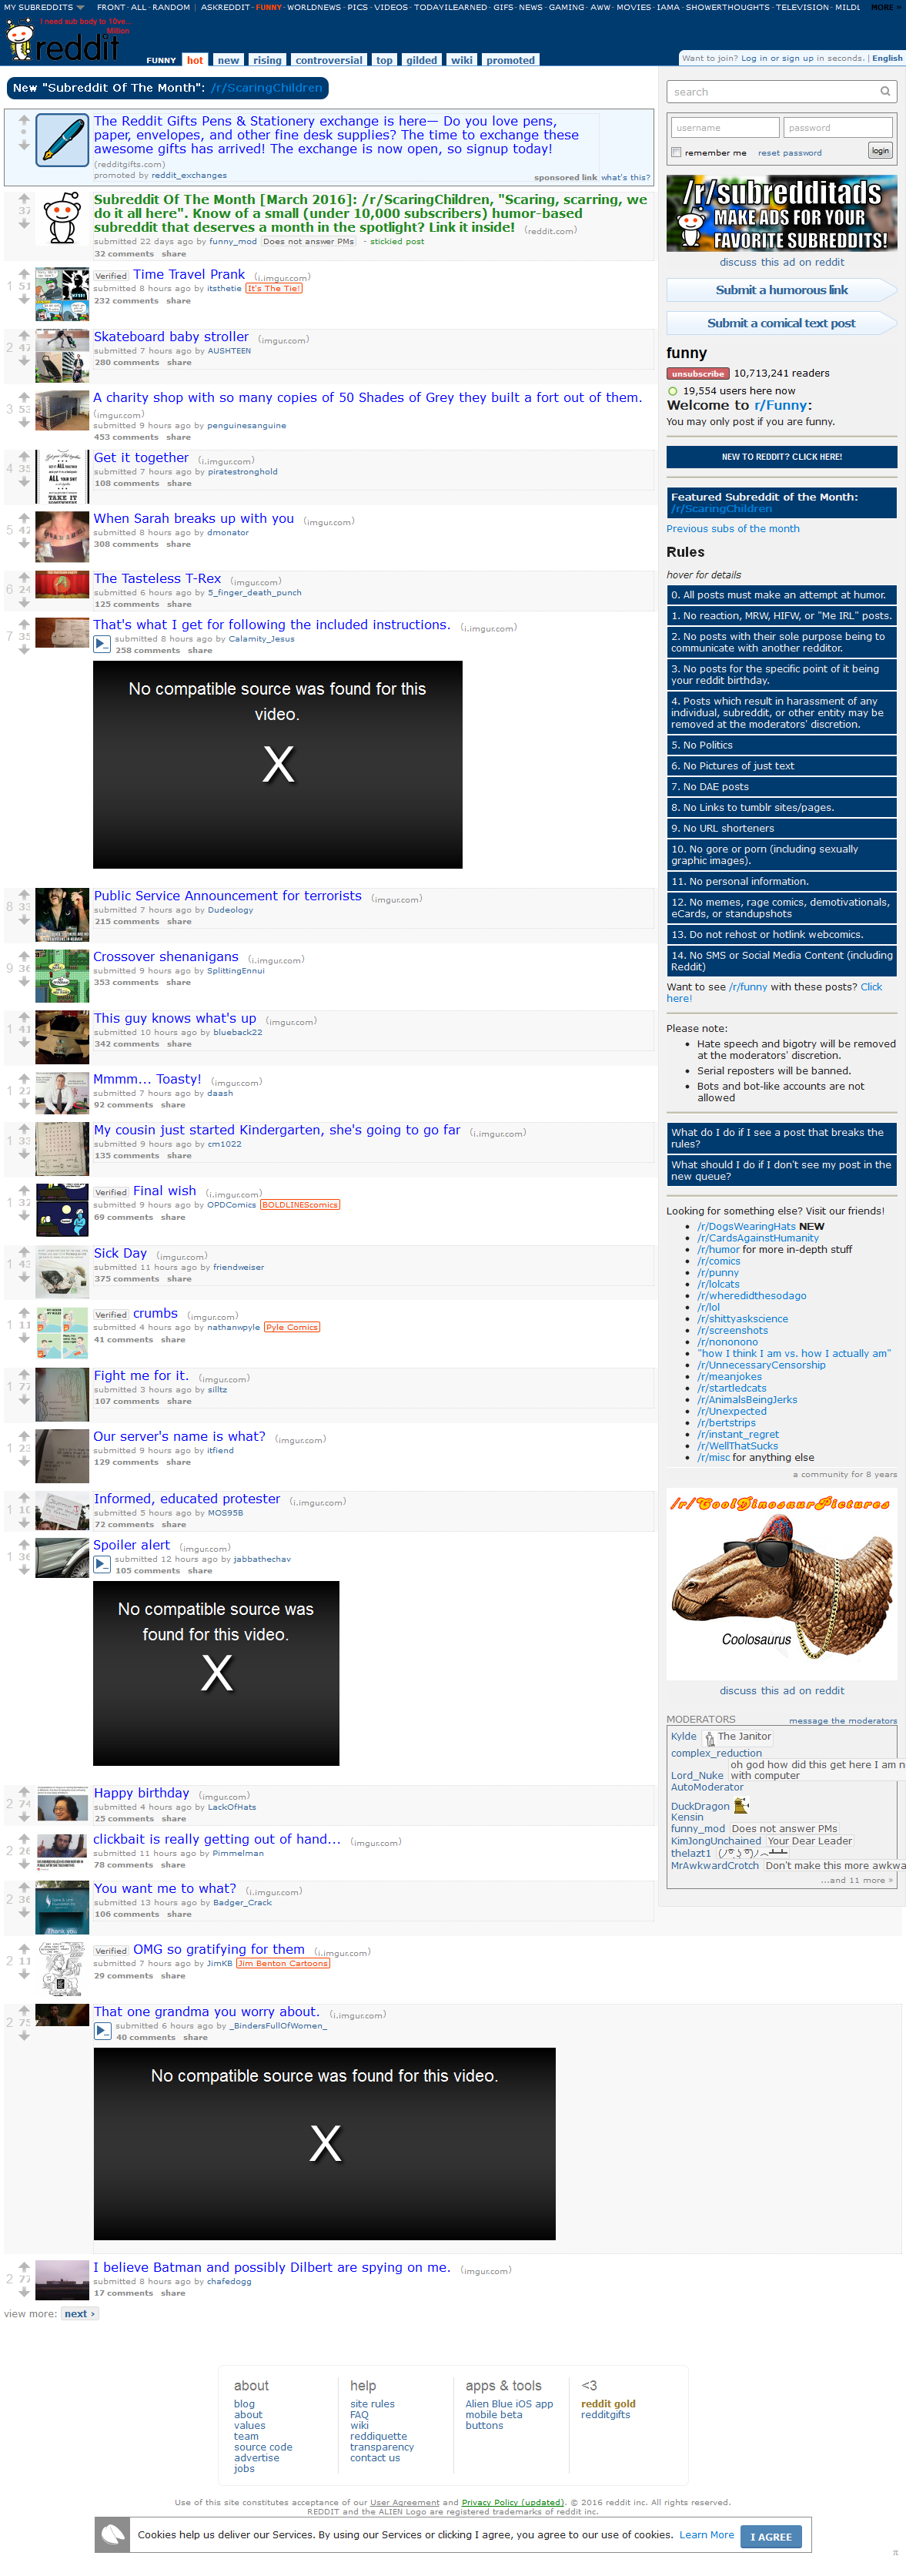 MY SUBREDDITS FRONT - ALL - RANDOM | ASKREDDIT - FUNNY - WORLDNEWS - PICS - VIDEOS - TODAYILEARNED - GIFS - NEWS - GAMING - AWW - MOVIES - IAMA - SHOWERTHOUGHTS - TELEVISION - MILDL MORE »
I need sub body to 10ve...
Million
reddit FUNNY hot new rising controversial top gilded wiki promoted
Want to join? Log in or sign up in seconds. | English
New "Subreddit Of The Month": /r/ScaringChildren
The Reddit Gifts Pens & Stationery exchange is here— Do you love pens,
paper, envelopes, and other fine desk supplies? The time to exchange these
awesome gifts has arrived! The exchange is now open, so signup today!
(redditgifts.com)
promoted by reddit_exchanges
sponsored link what's this?
Subreddit Of The Month [March 2016]: /r/ScaringChildren, "Scaring, scarring, we
do it all here". Know of a small (under 10,000 subscribers) humor-based
subreddit that deserves a month in the spotlight? Link it inside! (reddit.com)
submitted 22 days ago by funny_mod Does not answer PMs - stickied post
32 comments share
1 51
Verified Time Travel Prank (i.imgur.com)
submitted 8 hours ago by itsthetie It's The Tie!
232 comments share
2 47
Skateboard baby stroller (imgur.com)
submitted 7 hours ago by AUSHTEEN
280 comments share
3 53
A charity shop with so many copies of 50 Shades of Grey they built a fort out of them.
(imgur.com)
submitted 9 hours ago by penguinesanguine
453 comments share
4 35
Get it together (i.imgur.com)
submitted 7 hours ago by piratestronghold
108 comments share
5 42
When Sarah breaks up with you (imgur.com)
submitted 8 hours ago by dmonator
308 comments share
6 24
The Tasteless T-Rex (imgur.com)
submitted 6 hours ago by 5_finger_death_punch
125 comments share
7 35
That's what I get for following the included instructions. (i.imgur.com)
submitted 8 hours ago by Calamity_Jesus
258 comments share
No compatible source was found for this
video.
X
8 33
Public Service Announcement for terrorists (imgur.com)
submitted 7 hours ago by Dudeology
215 comments share
9 36
Crossover shenanigans (i.imgur.com)
submitted 9 hours ago by SplittingEnnui
353 comments share
1 41
This guy knows what's up (imgur.com)
submitted 10 hours ago by blueback22
342 comments share
1 22
Mmmm... Toasty! (imgur.com)
submitted 7 hours ago by daash
92 comments share
1 33
My cousin just started Kindergarten, she's going to go far (i.imgur.com)
submitted 9 hours ago by cm1022
135 comments share
1 32
Verified Final wish (i.imgur.com)
submitted 9 hours ago by OPDComics BOLDLINEScomics
69 comments share
1 43
Sick Day (imgur.com)
submitted 11 hours ago by friendweiser
375 comments share
1 11
Verified crumbs (imgur.com)
submitted 4 hours ago by nathanwpyle Pyle Comics
41 comments share
1 77
Fight me for it. (imgur.com)
submitted 3 hours ago by silltz
107 comments share
1 23
Our server's name is what? (imgur.com)
submitted 9 hours ago by itfiend
129 comments share
1 10
Informed, educated protester (i.imgur.com)
submitted 5 hours ago by MOS95B
72 comments share
1 36
Spoiler alert (imgur.com)
submitted 12 hours ago by jabbathechav
105 comments share
No compatible source was
found for this video.
X
2 74
Happy birthday (imgur.com)
submitted 4 hours ago by LackOfHats
25 comments share
2 26
clickbait is really getting out of hand... (imgur.com)
submitted 11 hours ago by Pimmelman
78 comments share
2 36
You want me to what? (i.imgur.com)
submitted 13 hours ago by Badger_Crack
106 comments share
Thank you
2 11
Verified OMG so gratifying for them (i.imgur.com)
submitted 7 hours ago by JimKB Jim Benton Cartoons
29 comments share
2 75
That one grandma you worry about. (i.imgur.com)
submitted 6 hours ago by _BindersFullOfWomen_
40 comments share
No compatible source was found for this video.
X
2 77
I believe Batman and possibly Dilbert are spying on me. (imgur.com)
submitted 8 hours ago by chafedogg
17 comments share
view more: next ›
search
username password
remember me reset password login
/r/subredditads
MAKE ADS FOR YOUR
FAVORITE SUBREDDITS!
discuss this ad on reddit
Submit a humorous link
Submit a comical text post
funny
unsubscribe 10,713,241 readers
19,554 users here now
Welcome to r/Funny:
You may only post if you are funny.
NEW TO REDDIT? CLICK HERE!
Featured Subreddit of the Month:
/r/ScaringChildren
Previous subs of the month
Rules
hover for details
0. All posts must make an attempt at humor.
1. No reaction, MRW, HIFW, or "Me IRL" posts.
2. No posts with their sole purpose being to
communicate with another redditor.
3. No posts for the specific point of it being
your reddit birthday.
4. Posts which result in harassment of any
individual, subreddit, or other entity may be
removed at the moderators' discretion.
5. No Politics
6. No Pictures of just text
7. No DAE posts
8. No Links to tumblr sites/pages.
9. No URL shorteners
10. No gore or porn (including sexually
graphic images).
11. No personal information.
12. No memes, rage comics, demotivationals,
eCards, or standupshots
13. Do not rehost or hotlink webcomics.
14. No SMS or Social Media Content (including
Reddit)
Want to see /r/funny with these posts? Click
here!
Please note:
Hate speech and bigotry will be removed
at the moderators' discretion.
Serial reposters will be banned.
Bots and bot-like accounts are not
allowed
What do I do if I see a post that breaks the
rules?
What should I do if I don't see my post in the
new queue?
Looking for something else? Visit our friends!
/r/DogsWearingHats NEW
/r/CardsAgainstHumanity
/r/humor for more in-depth stuff
/r/comics
/r/punny
/r/lolcats
/r/wheredidthesodago
/r/lol
/r/shittyaskscience
/r/screenshots
/r/nononono
"how I think I am vs. how I actually am"
/r/UnnecessaryCensorship
/r/meanjokes
/r/startledcats
/r/AnimalsBeingJerks
/r/Unexpected
/r/bertstrips
/r/instant_regret
/r/WellThatSucks
/r/misc for anything else
a community for 8 years
/r/CoolDinosaurPictures
Coolosaurus
discuss this ad on reddit
MODERATORS message the moderators
Kylde The Janitor
complex_reduction
Lord_Nuke oh god how did this get here I am n
with computer
AutoModerator
DuckDragon
Kensin
funny_mod Does not answer PMs
KimJongUnchained Your Dear Leader
thelazt1 (╯°ʖ°)╯︵┻━┻
MrAwkwardCrotch Don't make this more awkwa
...and 11 more »
about
blog
about
values
team
source code
advertise
jobs
help
site rules
FAQ
wiki
reddiquette
transparency
contact us
apps & tools
Alien Blue iOS app
mobile beta
buttons
<3
reddit gold
redditgifts
Use of this site constitutes acceptance of our User Agreement and Privacy Policy (updated). © 2016 reddit inc. All rights reserved.
REDDIT and the ALIEN Logo are registered trademarks of reddit inc.
Cookies help us deliver our Services. By using our Services or clicking I agree, you agree to our use of cookies. Learn More I AGREE
π